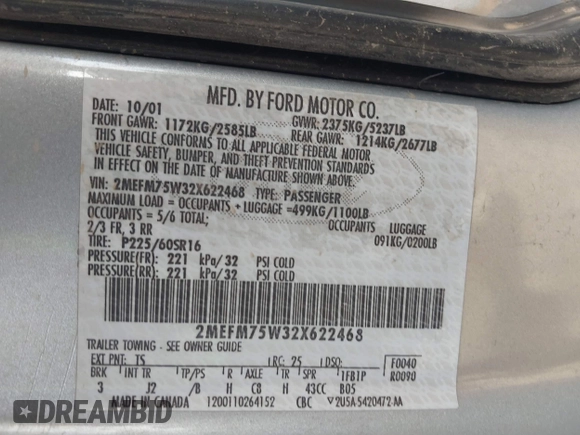 MFD. BY FORD MOTOR CO.
DATE: 10/01 GVWR: 2375KG/5237LB
FRONT GAWR: 1172KG/2585LB REAR GAWR: 1214KG/2677LB
THIS VEHICLE CONFORMS TO ALL APPLICABLE FEDERAL MOTOR
VEHICLE SAFETY, BUMPER, AND THEFT PREVENTION STANDARDS
IN EFFECT ON THE DATE OF MANUFACTURE SHOWN ABOVE.
VIN: 2MEFM75W32X622468 TYPE: PASSENGER
MAXIMUM LOAD = OCCUPANTS + LUGGAGE =499KG/1100LB
OCCUPANTS = 5/6 TOTAL; OCCUPANTS LUGGAGE
2/3 FR, 3 RR 091KG/0200LB
TIRE: P225/60SR16
PRESSURE(FR): 221 kPa/32 PSI COLD
PRESSURE(RR): 221 kPa/32 PSI COLD
2MEFM75W32X622468
TRAILER TOWING - SEE OWNER GUIDE
EXT PNT: TS RC: 25 DSO: F0040
BRK INT TR TP/PS R AXLE TR SPR TFBTP R0090
3 J2 /B H C8 H 43CC B05
MADE IN CANADA 1200110264152 CBC U5A 5420472 AA
DRIVE BIDRIVE